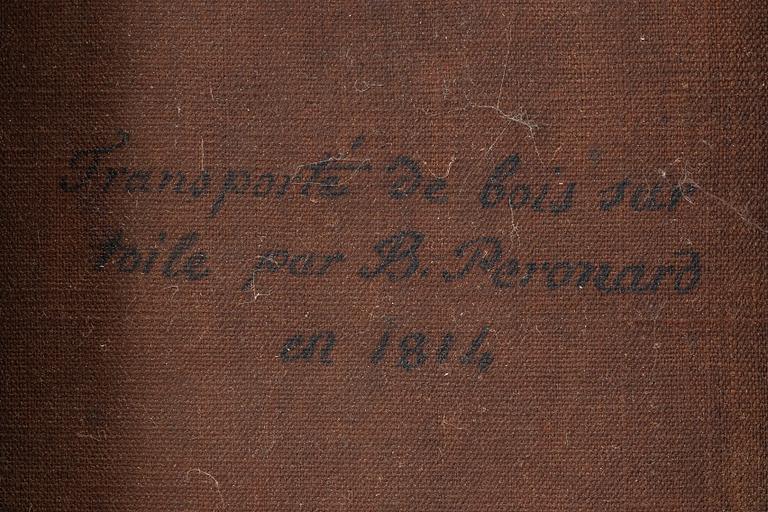 Transporté de bois sur
toile par B. Peronard
en 1814